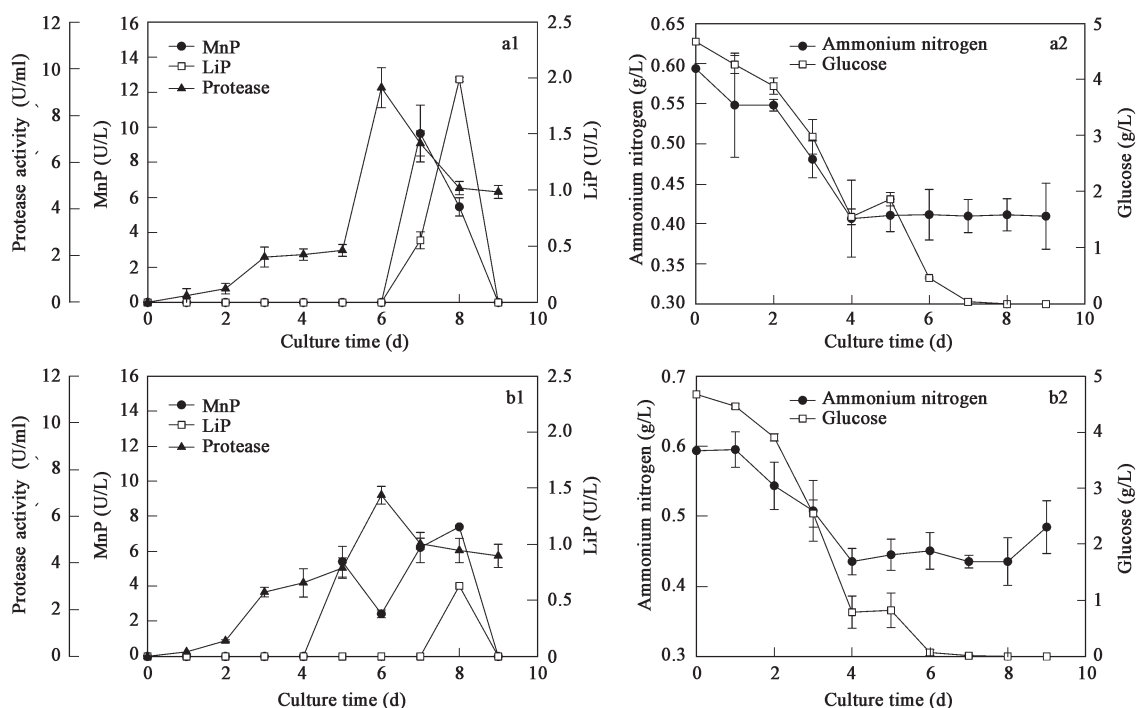 a1
MnP
LiP
Protease
12
10
8
6
4
2
0
Protease activity (U/ml)
16
14
12
10
8
6
4
2
0
MnP (U/L)
2.5
2.0
1.5
1.0
0.5
0
LiP (U/L)
0 2 4 6 8 10
Culture time (d)
a2
Ammonium nitrogen
Glucose
0.65
0.60
0.55
0.50
0.45
0.40
0.35
0.30
Ammonium nitrogen (g/L)
5
4
3
2
1
0
Glucose (g/L)
0 2 4 6 8 10
Culture time (d)
b1
MnP
LiP
Protease
12
10
8
6
4
2
0
Protease activity (U/ml)
16
14
12
10
8
6
4
2
0
MnP (U/L)
2.5
2.0
1.5
1.0
0.5
0
LiP (U/L)
0 2 4 6 8 10
Culture time (d)
b2
Ammonium nitrogen
Glucose
0.7
0.6
0.5
0.4
0.3
Ammonium nitrogen (g/L)
5
4
3
2
1
0
Glucose (g/L)
0 2 4 6 8 10
Culture time (d)